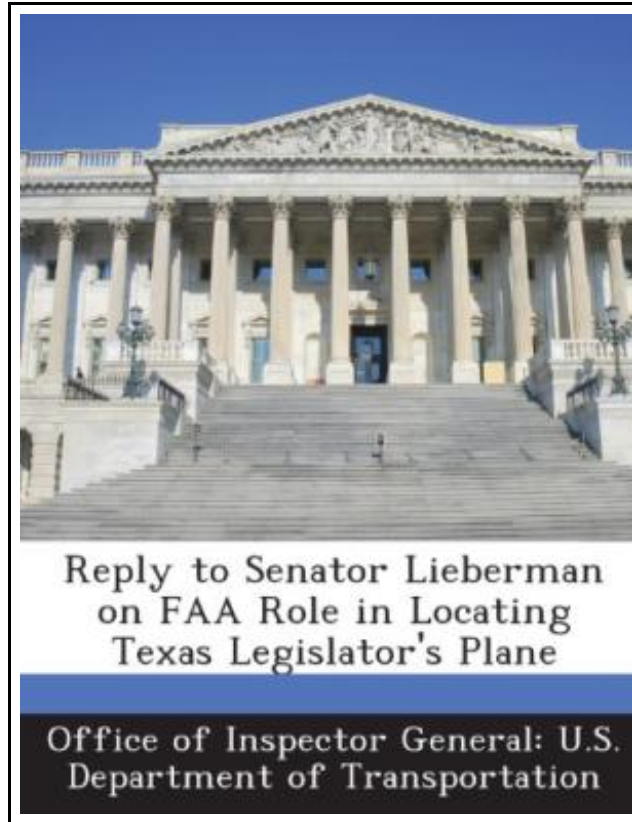 Reply to Senator Lieberman
on FAA Role in Locating
Texas Legislator's Plane
Office of Inspector General: U.S.
Department of Transportation